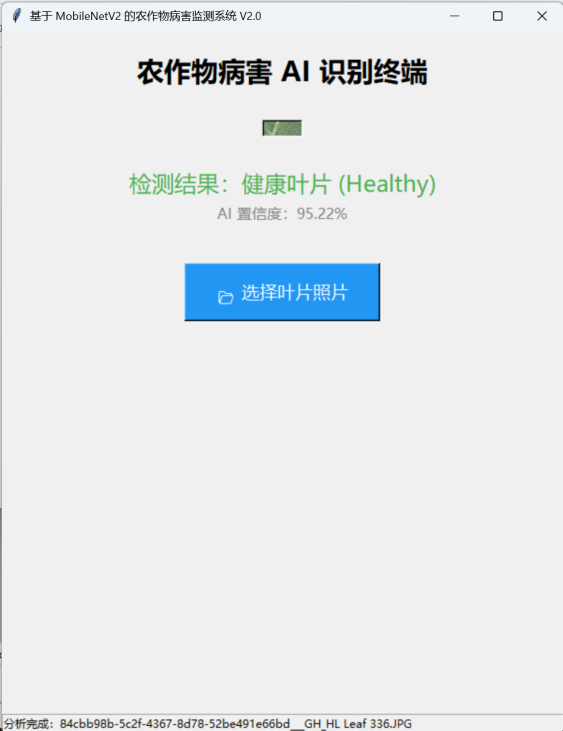 基于 MobileNetV2 的农作物病害监测系统 V2.0
农作物病害 AI 识别终端
检测结果：健康叶片 (Healthy)
AI 置信度：95.22%
选择叶片照片
分析完成：84cbb98b-5c2f-4367-8d78-52be491e66bd__GH_HL Leaf 336.JPG